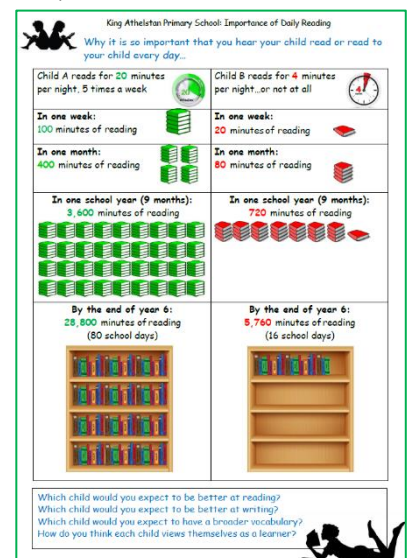 King Athelstan Primary School: Importance of Daily Reading
Why it is so important that you hear your child read or read to
your child every day...
Child A reads for 20 minutes
per night, 5 times a week
20
Minutes
Child B reads for 4 minutes
per night...or not at all
4
In one week:
100 minutes of reading
In one week:
20 minutes of reading
In one month:
400 minutes of reading
In one month:
80 minutes of reading
In one school year (9 months):
3,600 minutes of reading
In one school year (9 months):
720 minutes of reading
By the end of year 6:
28,800 minutes of reading
(80 school days)
By the end of year 6:
5,760 minutes of reading
(16 school days)
Which child would you expect to be better at reading?
Which child would you expect to be better at writing?
Which child would you expect to have a broader vocabulary?
How do you think each child views themselves as a learner?